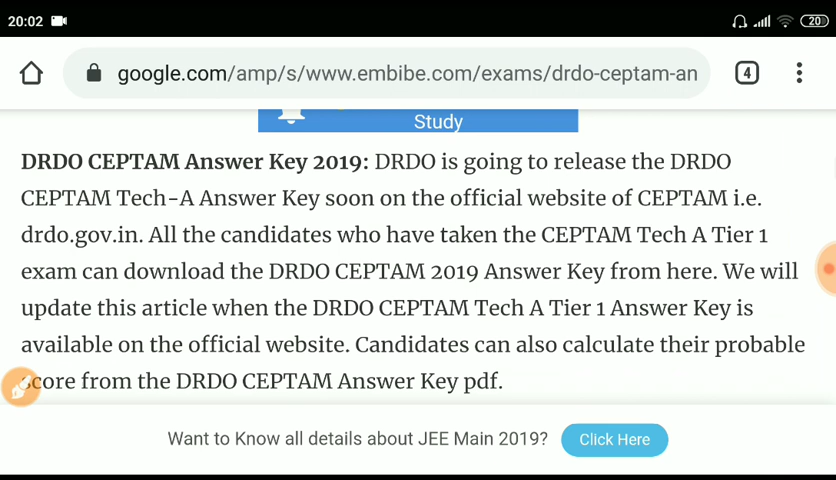 20:02
20
google.com/amp/s/www.embibe.com/exams/drdo-ceptam-an
4
Study
DRDO CEPTAM Answer Key 2019: DRDO is going to release the DRDO
CEPTAM Tech-A Answer Key soon on the official website of CEPTAM i.e.
drdo.gov.in. All the candidates who have taken the CEPTAM Tech A Tier 1
exam can download the DRDO CEPTAM 2019 Answer Key from here. We will
update this article when the DRDO CEPTAM Tech A Tier 1 Answer Key is
available on the official website. Candidates can also calculate their probable
score from the DRDO CEPTAM Answer Key pdf.
Want to Know all details about JEE Main 2019?
Click Here